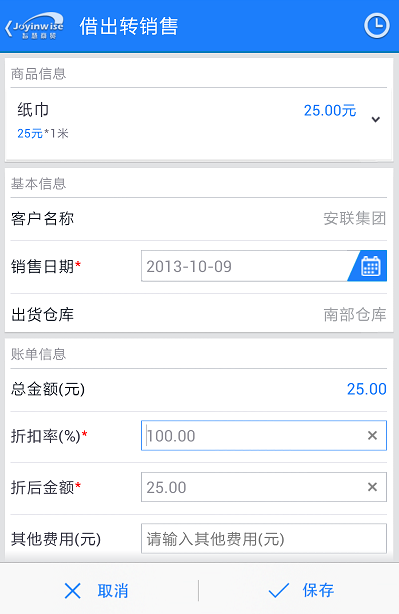 Joyinwise
智慧商贸
借出转销售
商品信息
纸巾 25.00元
25元*1米
基本信息
客户名称 安联集团
销售日期* 2013-10-09
出货仓库 南部仓库
账单信息
总金额(元) 25.00
折扣率(%)* 100.00
折后金额* 25.00
其他费用(元) 请输入其他费用(元)
取消 保存